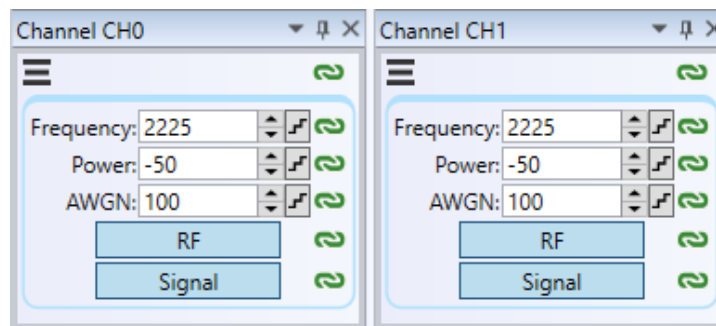 Channel CH0
Frequency: 2225
Power: -50
AWGN: 100
RF
Signal
Channel CH1
Frequency: 2225
Power: -50
AWGN: 100
RF
Signal